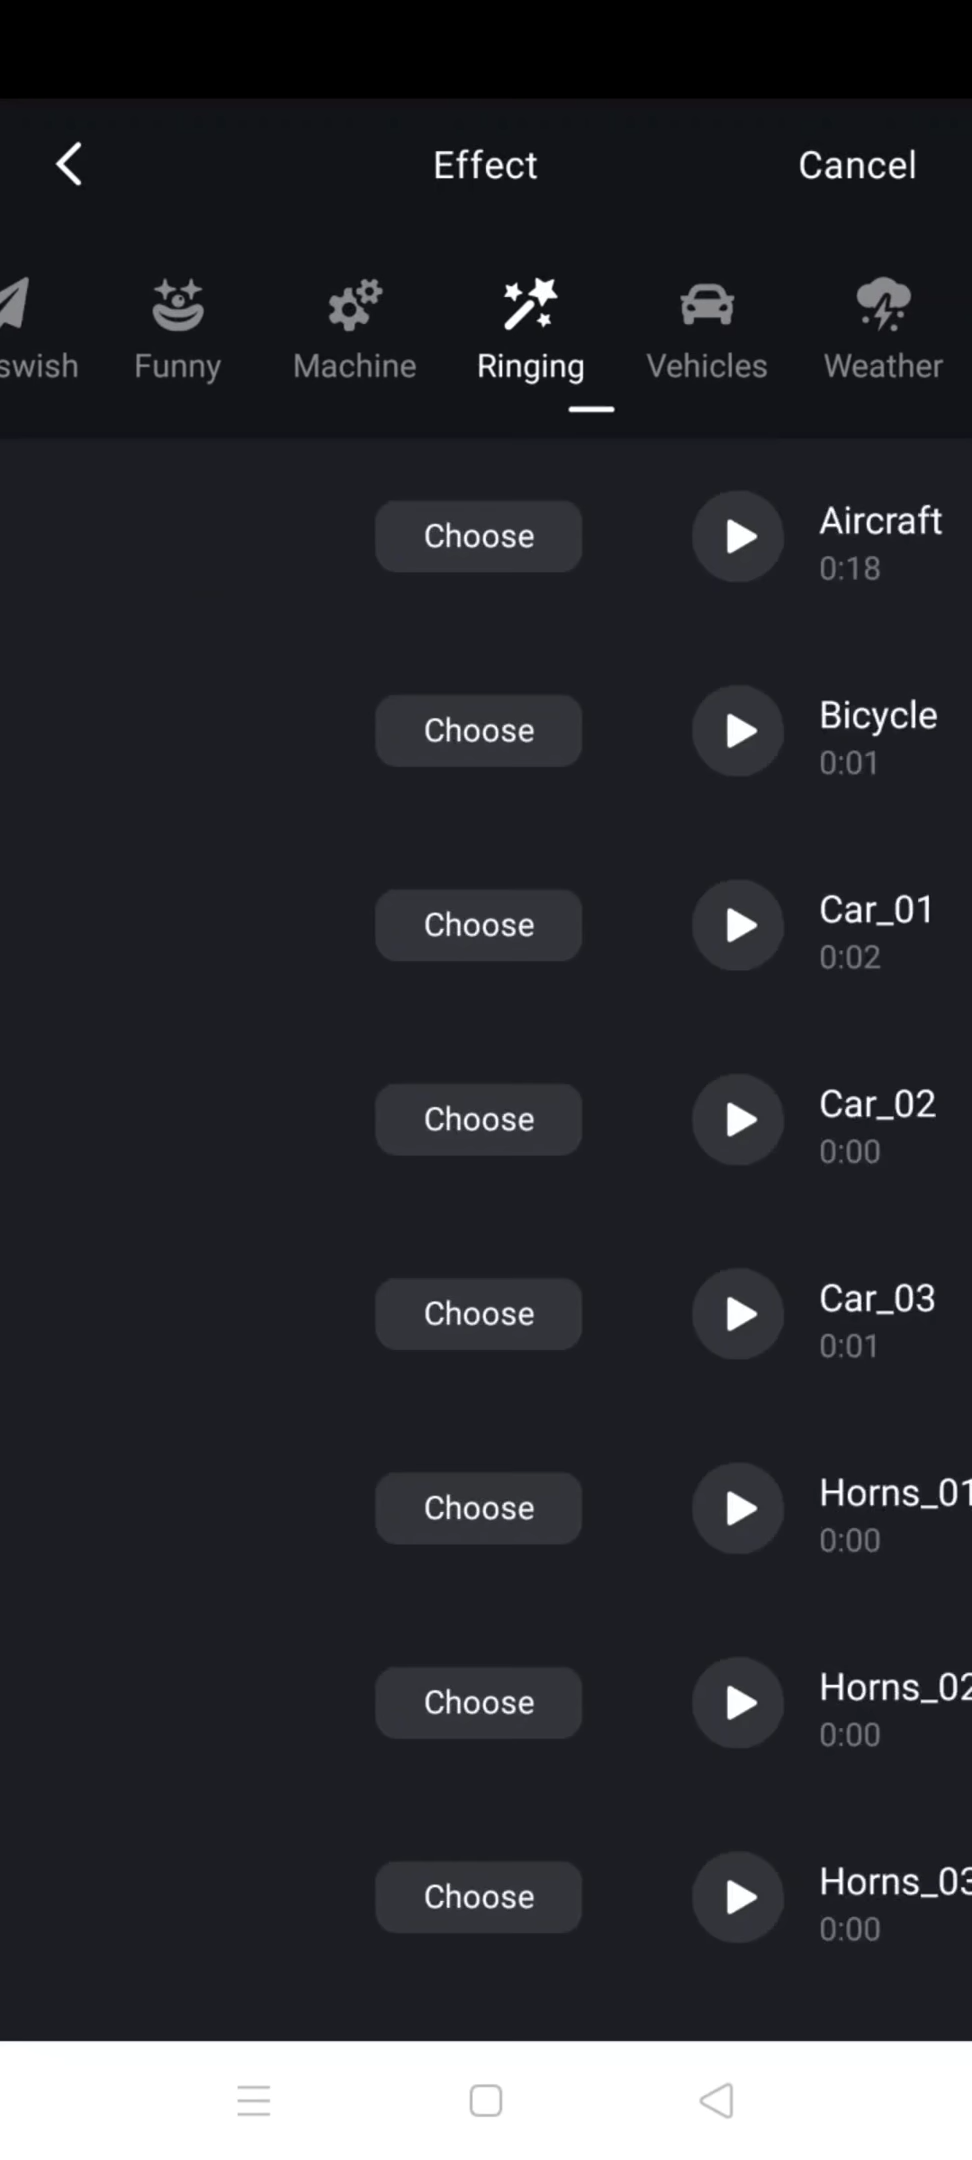 Effect
Cancel
swish
Funny
Machine
Ringing
Vehicles
Weather
Choose
Aircraft
0:18
Choose
Bicycle
0:01
Choose
Car_01
0:02
Choose
Car_02
0:00
Choose
Car_03
0:01
Choose
Horns_01
0:00
Choose
Horns_02
0:00
Choose
Horns_03
0:00